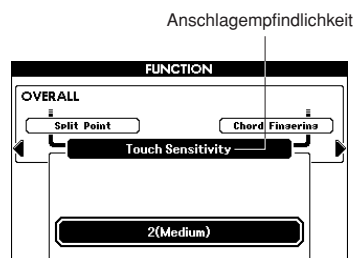 Anschlagempfindlichkeit
FUNCTION
OVERALL
Split Point
Chord Fingering
Touch Sensitivity
2(Medium)